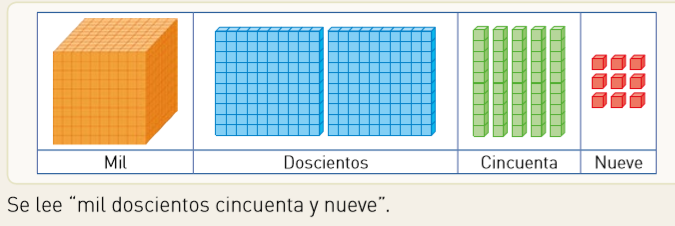 Mil Doscientos Cincuenta Nueve
Se lee “mil doscientos cincuenta y nueve”.